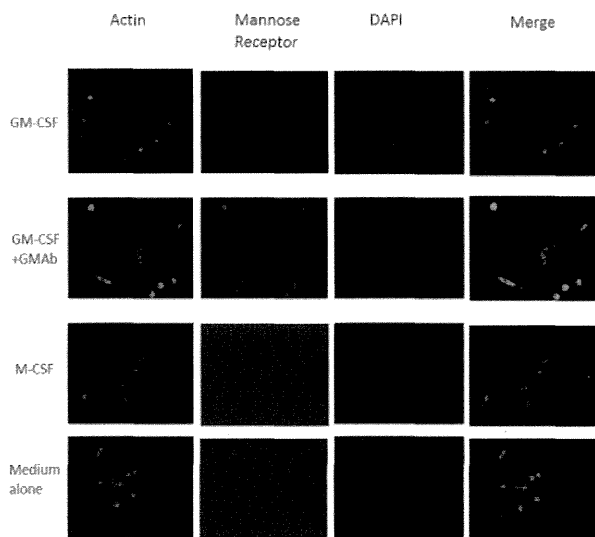 Actin
Mannose
Receptor
DAPI
Merge
GM-CSF
GM-CSF
+GMAb
M-CSF
Medium
alone